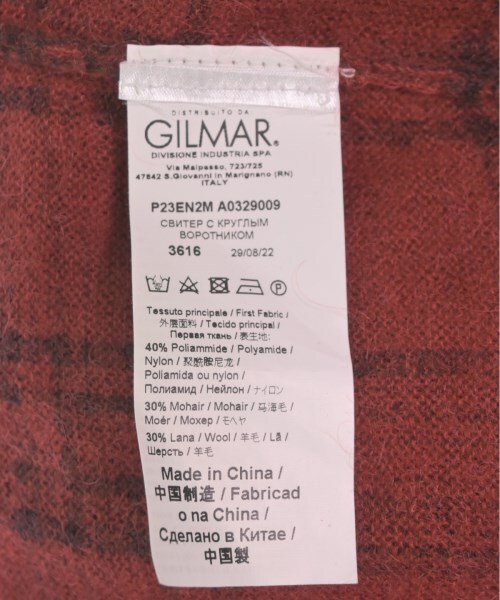 DISTRIBUITO DA
GILMAR®
DIVISIONE INDUSTRIA SPA
Via Malpasso, 723/725
47842 S.Giovanni in Marignano (RN)
ITALY
P23EN2M A0329009
СВИТЕР С КРУГЛЫМ
ВОРОТНИКОМ
3616 29/08/22
Tessuto principale / First Fabric /
外层面料 / Tecido principal /
Первая ткань / 表生地:
40% Poliammide / Polyamide /
Nylon / 聚酰胺尼龙 /
Poliamida ou nylon /
Полиамид / Нейлон / ナイロン
30% Mohair / Mohair / 马海毛 /
Moér / Мохер / モヘヤ
30% Lana / Wool / 羊毛 / Lã /
Шерсть / 羊毛
Made in China /
中国制造 / Fabricad
o na China /
Сделано в Китае /
中国製